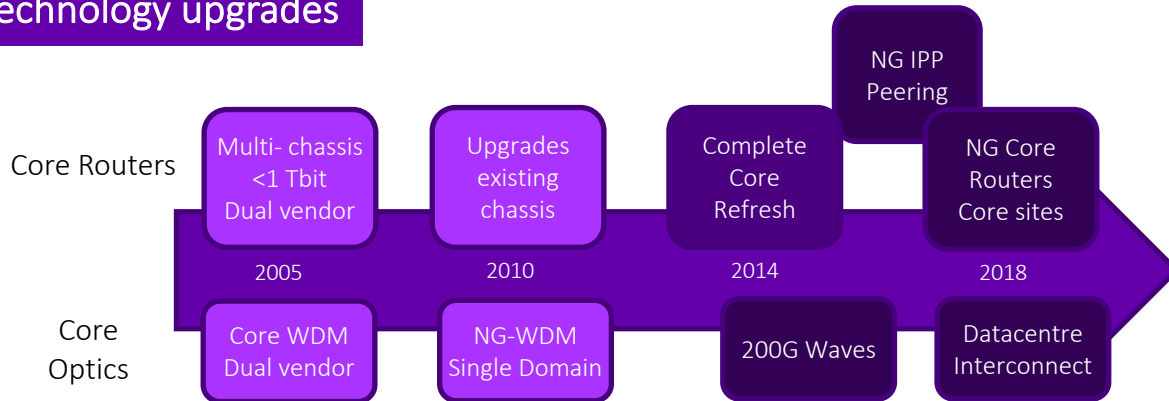 echnology upgrades
NG IPP
Peering
Core Routers
Multi- chassis
<1 Tbit
Dual vendor
Upgrades
existing
chassis
Complete
Core
Refresh
NG Core
Routers
Core sites
2005
2010
2014
2018
Core
Optics
Core WDM
Dual vendor
NG-WDM
Single Domain
200G Waves
Datacentre
Interconnect